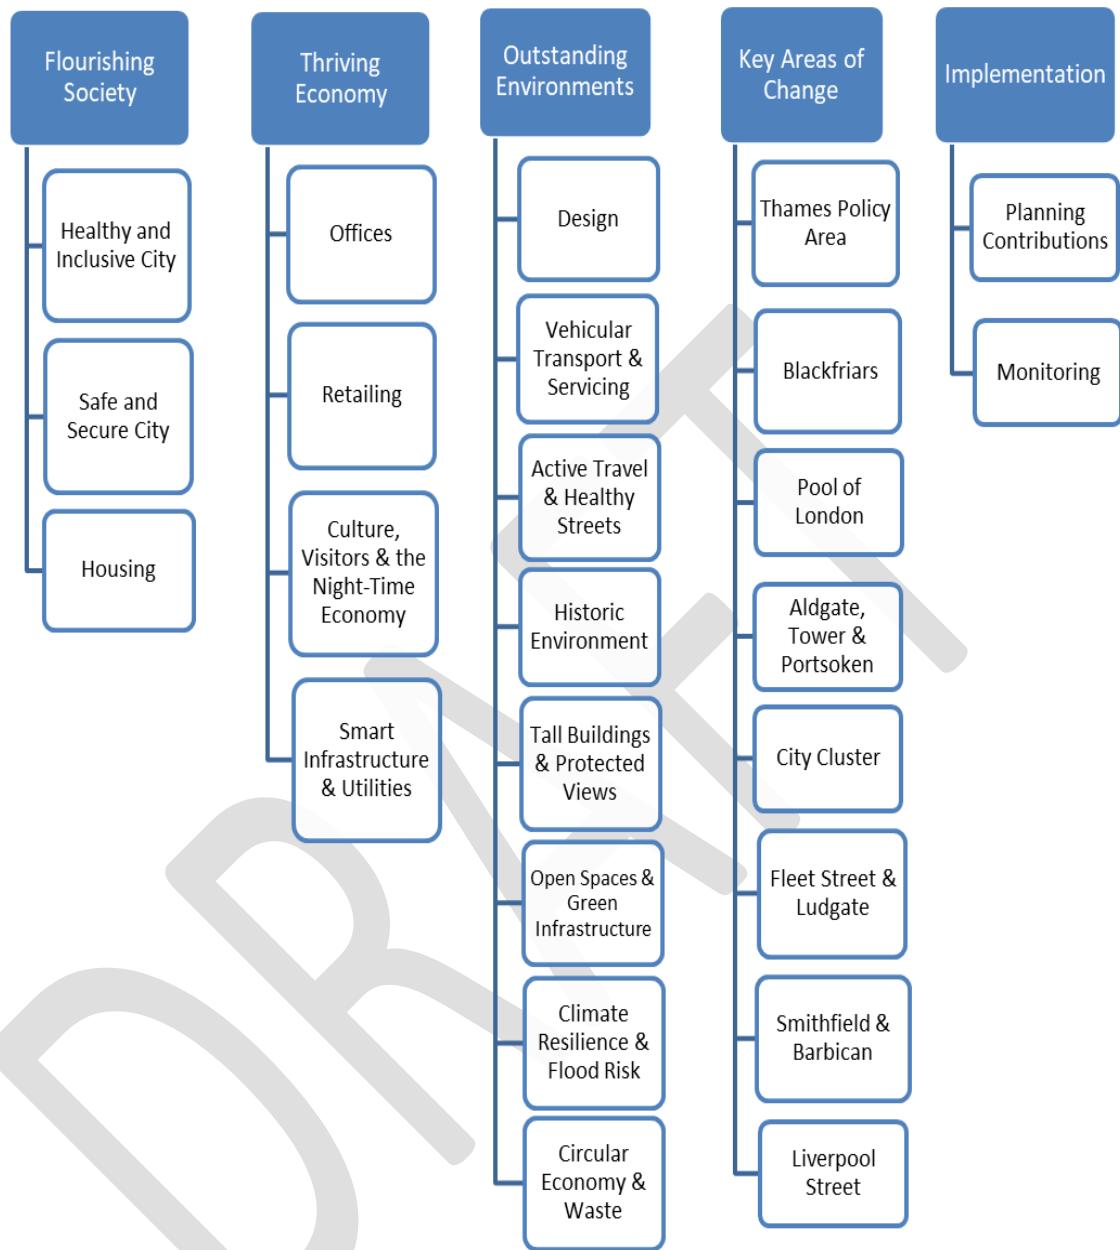 Flourishing
Society
Healthy and
Inclusive City
Safe and
Secure City
Housing
Thriving
Economy
Offices
Retailing
Culture,
Visitors & the
Night-Time
Economy
Smart
Infrastructure
& Utilities
Outstanding
Environments
Design
Vehicular
Transport &
Servicing
Active Travel
& Healthy
Streets
Historic
Environment
Tall Buildings
& Protected
Views
Open Spaces &
Green
Infrastructure
Climate
Resilience &
Flood Risk
Circular
Economy &
Waste
Key Areas of
Change
Thames Policy
Area
Blackfriars
Pool of
London
Aldgate,
Tower &
Portsoken
City Cluster
Fleet Street &
Ludgate
Smithfield &
Barbican
Liverpool
Street
Implementation
Planning
Contributions
Monitoring
DRAFT